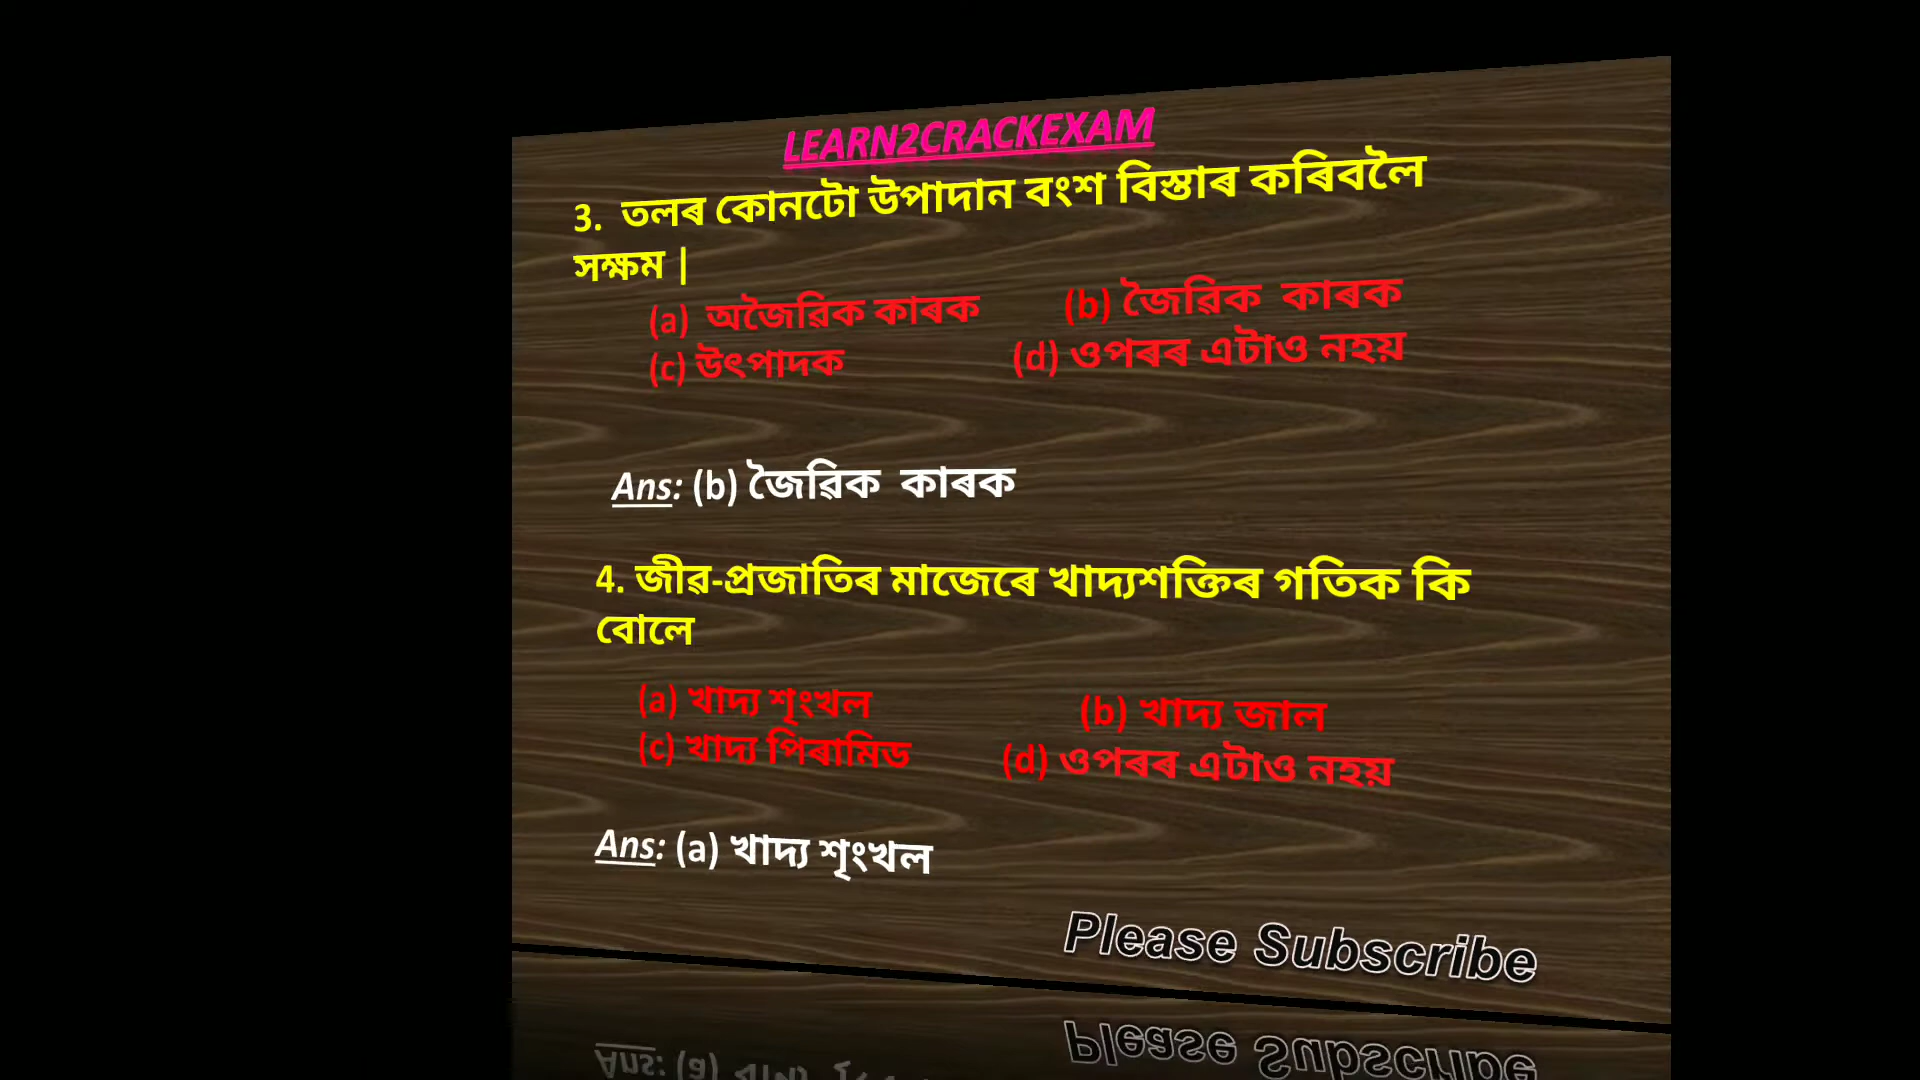 LEARN2CRACKEXAM
3. তলৰ কোনটো উপাদান বংশ বিস্তাৰ কৰিবলৈ
সক্ষম |
(a) অজৈৱিক কাৰক (b) জৈৱিক কাৰক
(c) উৎপাদক (d) ওপৰৰ এটাও নহয়
Ans: (b) জৈৱিক কাৰক
4. জীৱ-প্ৰজাতিৰ মাজেৰে খাদ্যশক্তিৰ গতিক কি
বোলে
(a) খাদ্য শৃংখল (b) খাদ্য জাল
(c) খাদ্য পিৰামিড (d) ওপৰৰ এটাও নহয়
Ans: (a) খাদ্য শৃংখল
Please Subscribe